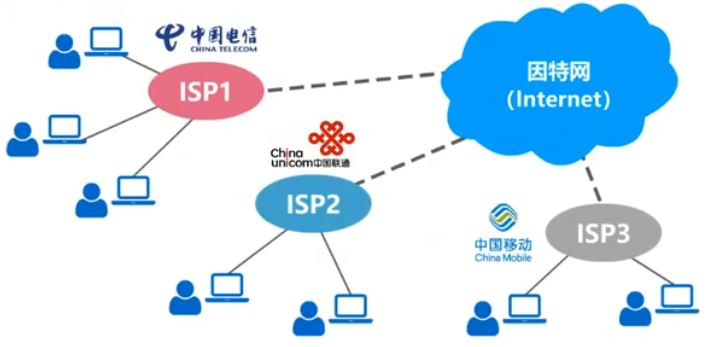 中国电信
CHINA TELECOM
ISP1
因特网
(Internet)
China
unicom中国联通
ISP2
中国移动
China Mobile
ISP3